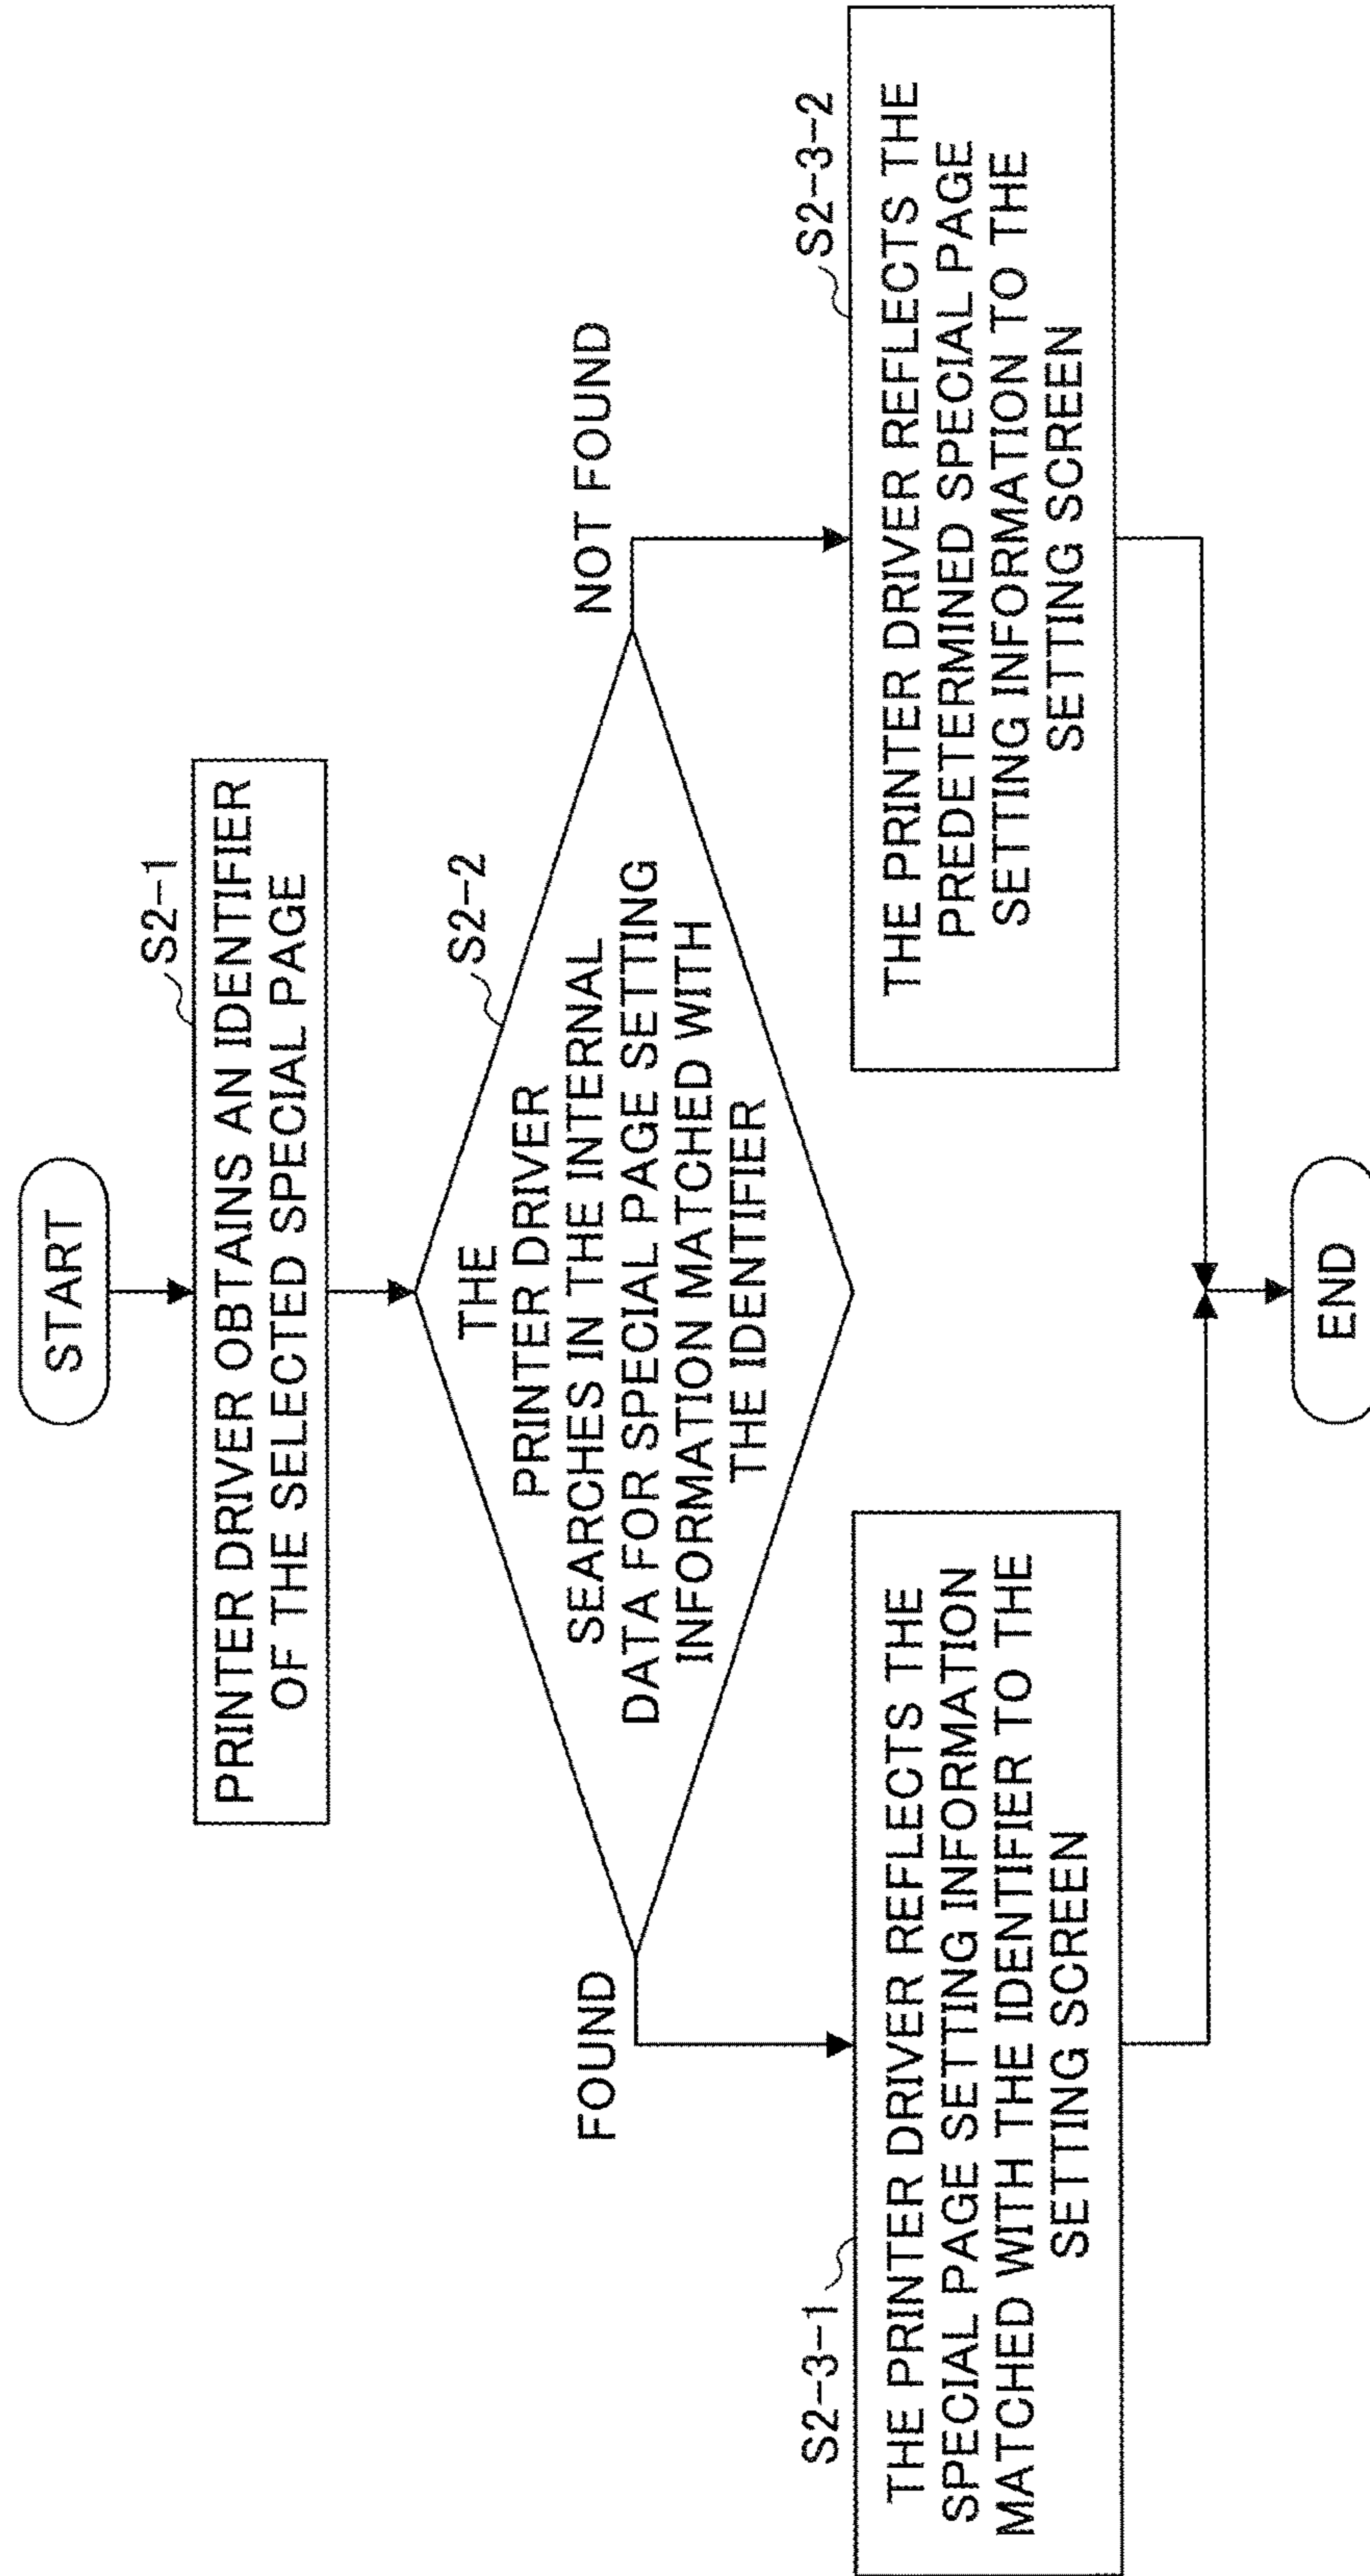 START
S2-1
PRINTER DRIVER OBTAINS AN IDENTIFIER
OF THE SELECTED SPECIAL PAGE
S2-2
THE
PRINTER DRIVER
SEARCHES IN THE INTERNAL
DATA FOR SPECIAL PAGE SETTING
INFORMATION MATCHED WITH
THE IDENTIFIER
FOUND
NOT FOUND
S2-3-1
THE PRINTER DRIVER REFLECTS THE
SPECIAL PAGE SETTING INFORMATION
MATCHED WITH THE IDENTIFIER TO THE
SETTING SCREEN
S2-3-2
THE PRINTER DRIVER REFLECTS THE
PREDETERMINED SPECIAL PAGE
SETTING INFORMATION TO THE
SETTING SCREEN
END